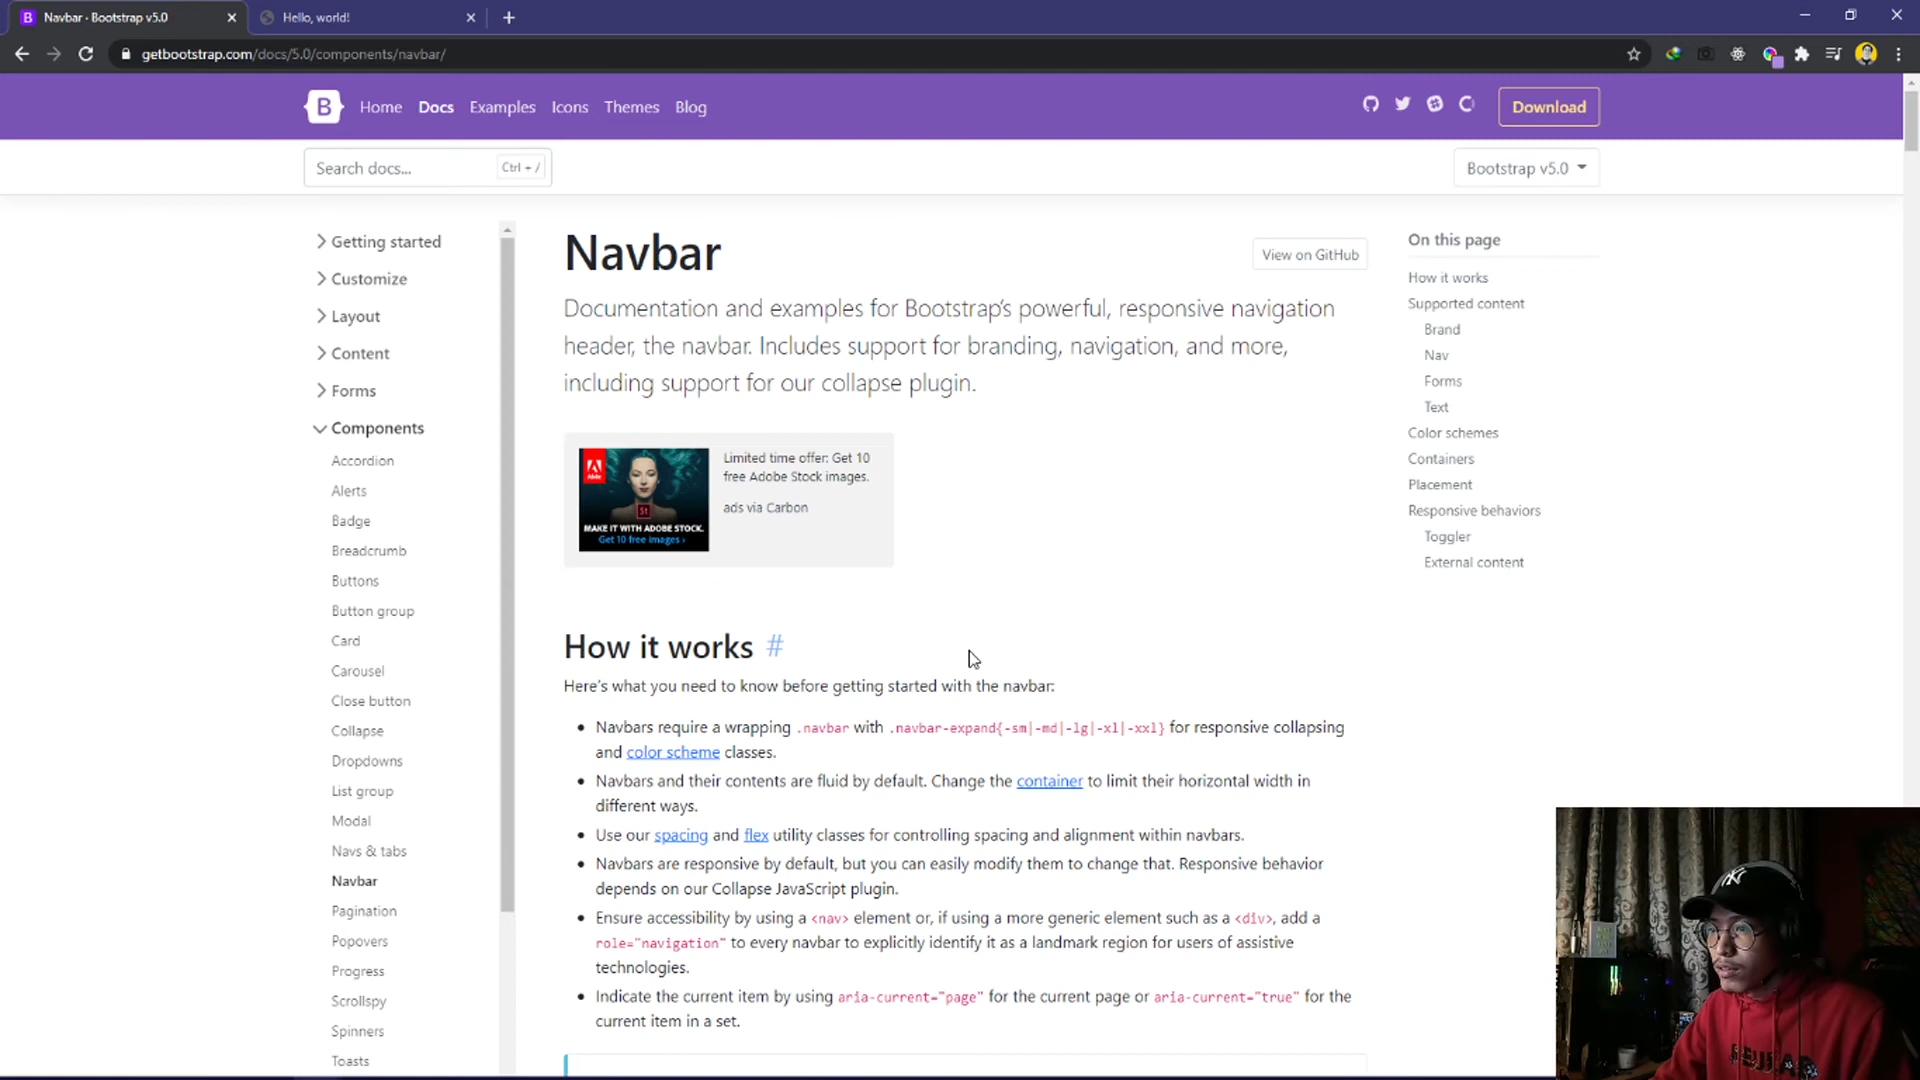 Navbar · Bootstrap v5.0
Hello, world!
getbootstrap.com/docs/5.0/components/navbar/
B Home Docs Examples Icons Themes Blog
Download
Search docs... Ctrl + /
Bootstrap v5.0
Getting started
Customize
Layout
Content
Forms
Components
Accordion
Alerts
Badge
Breadcrumb
Buttons
Button group
Card
Carousel
Close button
Collapse
Dropdowns
List group
Modal
Navs & tabs
Navbar
Pagination
Popovers
Progress
Scrollspy
Spinners
Toasts
Navbar
View on GitHub
Documentation and examples for Bootstrap's powerful, responsive navigation
header, the navbar. Includes support for branding, navigation, and more,
including support for our collapse plugin.
Adobe
St
MAKE IT WITH ADOBE STOCK.
Get 10 free images ›
Limited time offer: Get 10
free Adobe Stock images.
ads via Carbon
How it works #
Here's what you need to know before getting started with the navbar:
• Navbars require a wrapping .navbar with .navbar-expand{-sm|-md|-lg|-xl|-xxl} for responsive collapsing
and color scheme classes.
• Navbars and their contents are fluid by default. Change the container to limit their horizontal width in
different ways.
• Use our spacing and flex utility classes for controlling spacing and alignment within navbars.
• Navbars are responsive by default, but you can easily modify them to change that. Responsive behavior
depends on our Collapse JavaScript plugin.
• Ensure accessibility by using a <nav> element or, if using a more generic element such as a <div>, add a
role="navigation" to every navbar to explicitly identify it as a landmark region for users of assistive
technologies.
• Indicate the current item by using aria-current="page" for the current page or aria-current="true" for the
current item in a set.
On this page
How it works
Supported content
Brand
Nav
Forms
Text
Color schemes
Containers
Placement
Responsive behaviors
Toggler
External content